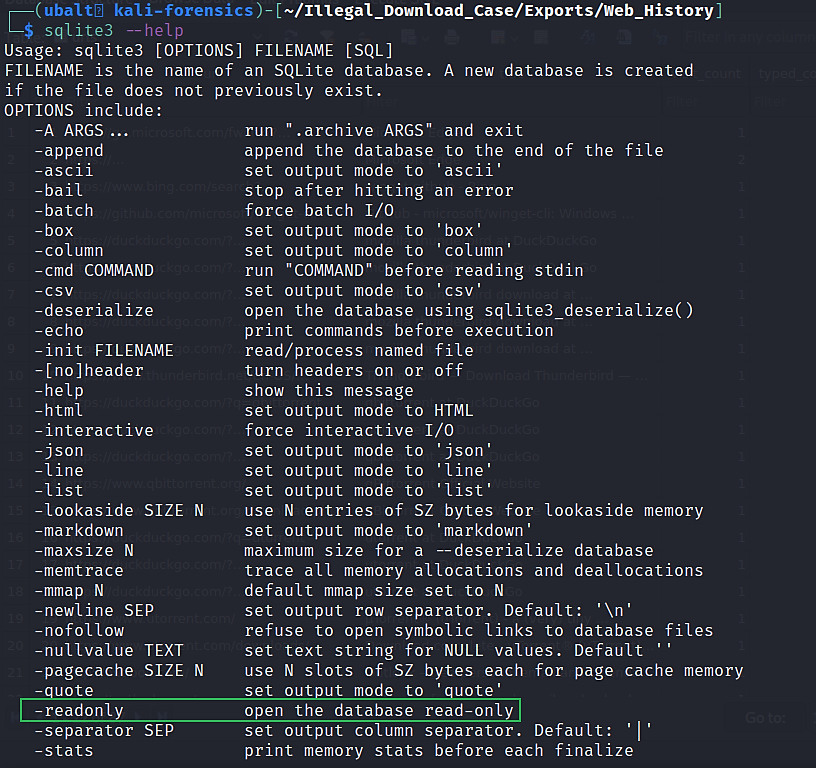 (ubalt㉿kali-forensics)-[~/Illegal_Download_Case/Exports/Web_History]
$ sqlite3 --help
Usage: sqlite3 [OPTIONS] FILENAME [SQL]
FILENAME is the name of an SQLite database. A new database is created
if the file does not previously exist.
OPTIONS include:
-A ARGS... run ".archive ARGS" and exit
-append append the database to the end of the file
-ascii set output mode to 'ascii'
-bail stop after hitting an error
-batch force batch I/O
-box set output mode to 'box'
-column set output mode to 'column'
-cmd COMMAND run "COMMAND" before reading stdin
-csv set output mode to 'csv'
-deserialize open the database using sqlite3_deserialize()
-echo print commands before execution
-init FILENAME read/process named file
-[no]header turn headers on or off
-help show this message
-html set output mode to HTML
-interactive force interactive I/O
-json set output mode to 'json'
-line set output mode to 'line'
-list set output mode to 'list'
-lookaside SIZE N use N entries of SZ bytes for lookaside memory
-markdown set output mode to 'markdown'
-maxsize N maximum size for a --deserialize database
-memtrace trace all memory allocations and deallocations
-mmap N default mmap size set to N
-newline SEP set output row separator. Default: '\n'
-nofollow refuse to open symbolic links to database files
-nullvalue TEXT set text string for NULL values. Default ''
-pagecache SIZE N use N slots of SZ bytes each for page cache memory
-quote set output mode to 'quote'
-readonly open the database read-only
-separator SEP set output column separator. Default: '|'
-stats print memory stats before each finalize